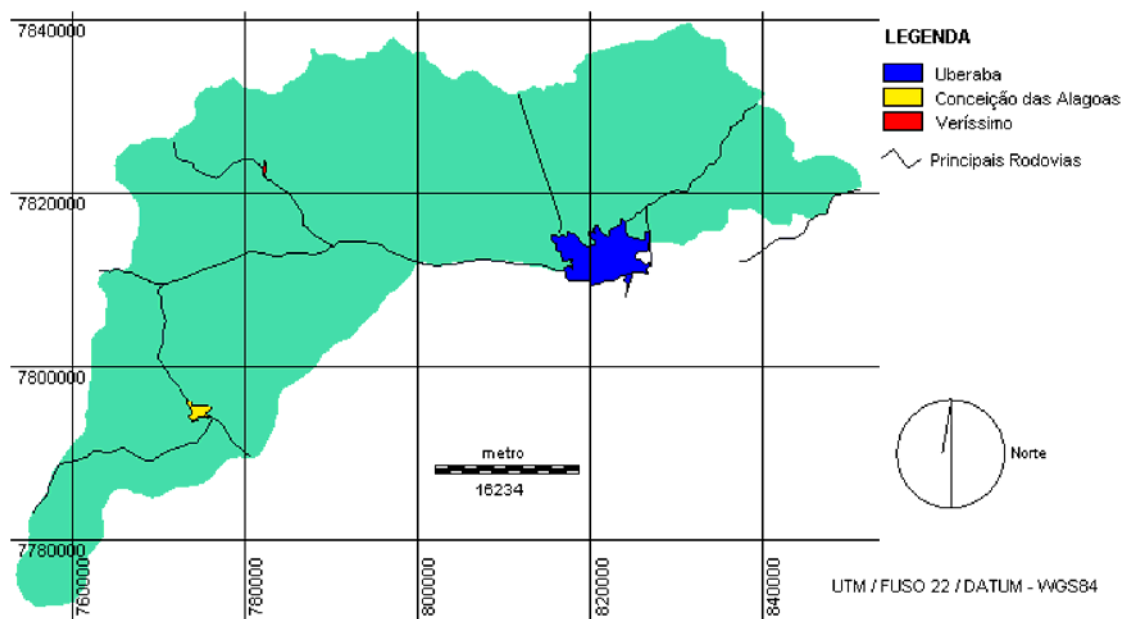 7840000
LEGENDA
Uberaba
Conceição das Alagoas
Veríssimo
Principais Rodovias
7820000
7800000
metro
16234
Norte
7780000
760000
780000
800000
820000
840000
UTM / FUSO 22 / DATUM - WGS84